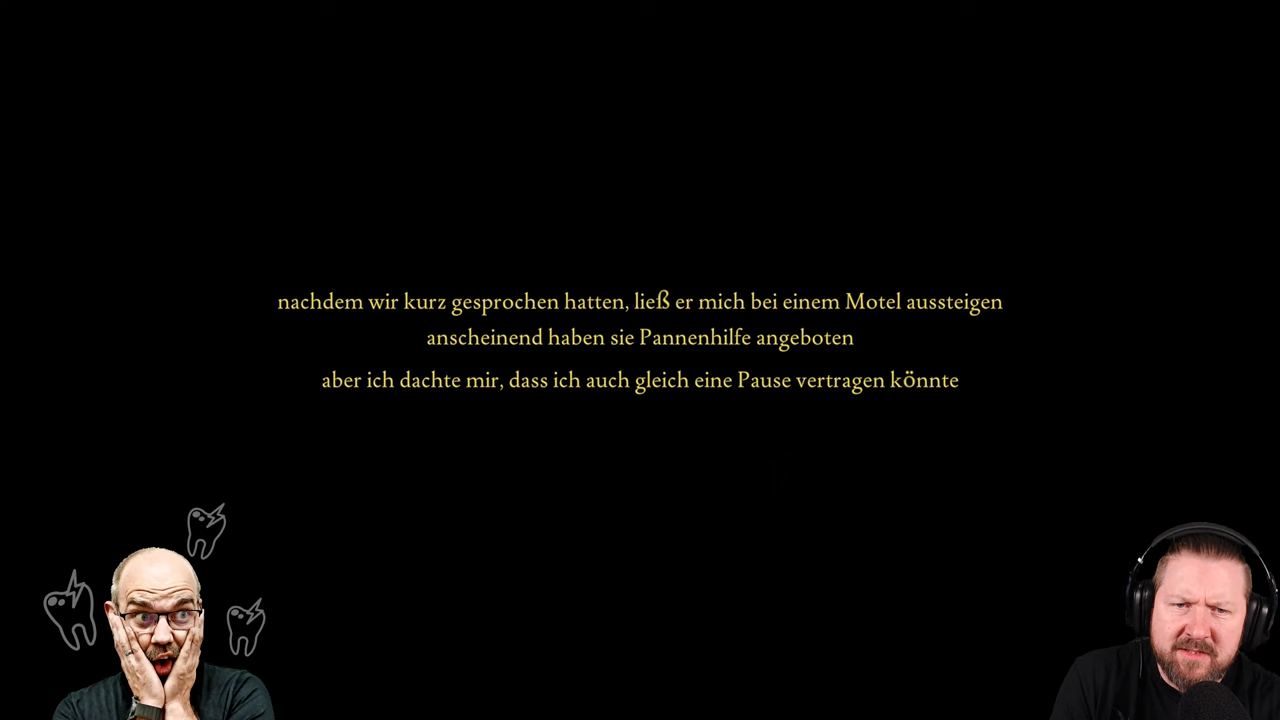 nachdem wir kurz gesprochen hatten, ließ er mich bei einem Motel aussteigen
anscheinend haben sie Pannenhilfe angeboten
aber ich dachte mir, dass ich auch gleich eine Pause vertragen könnte